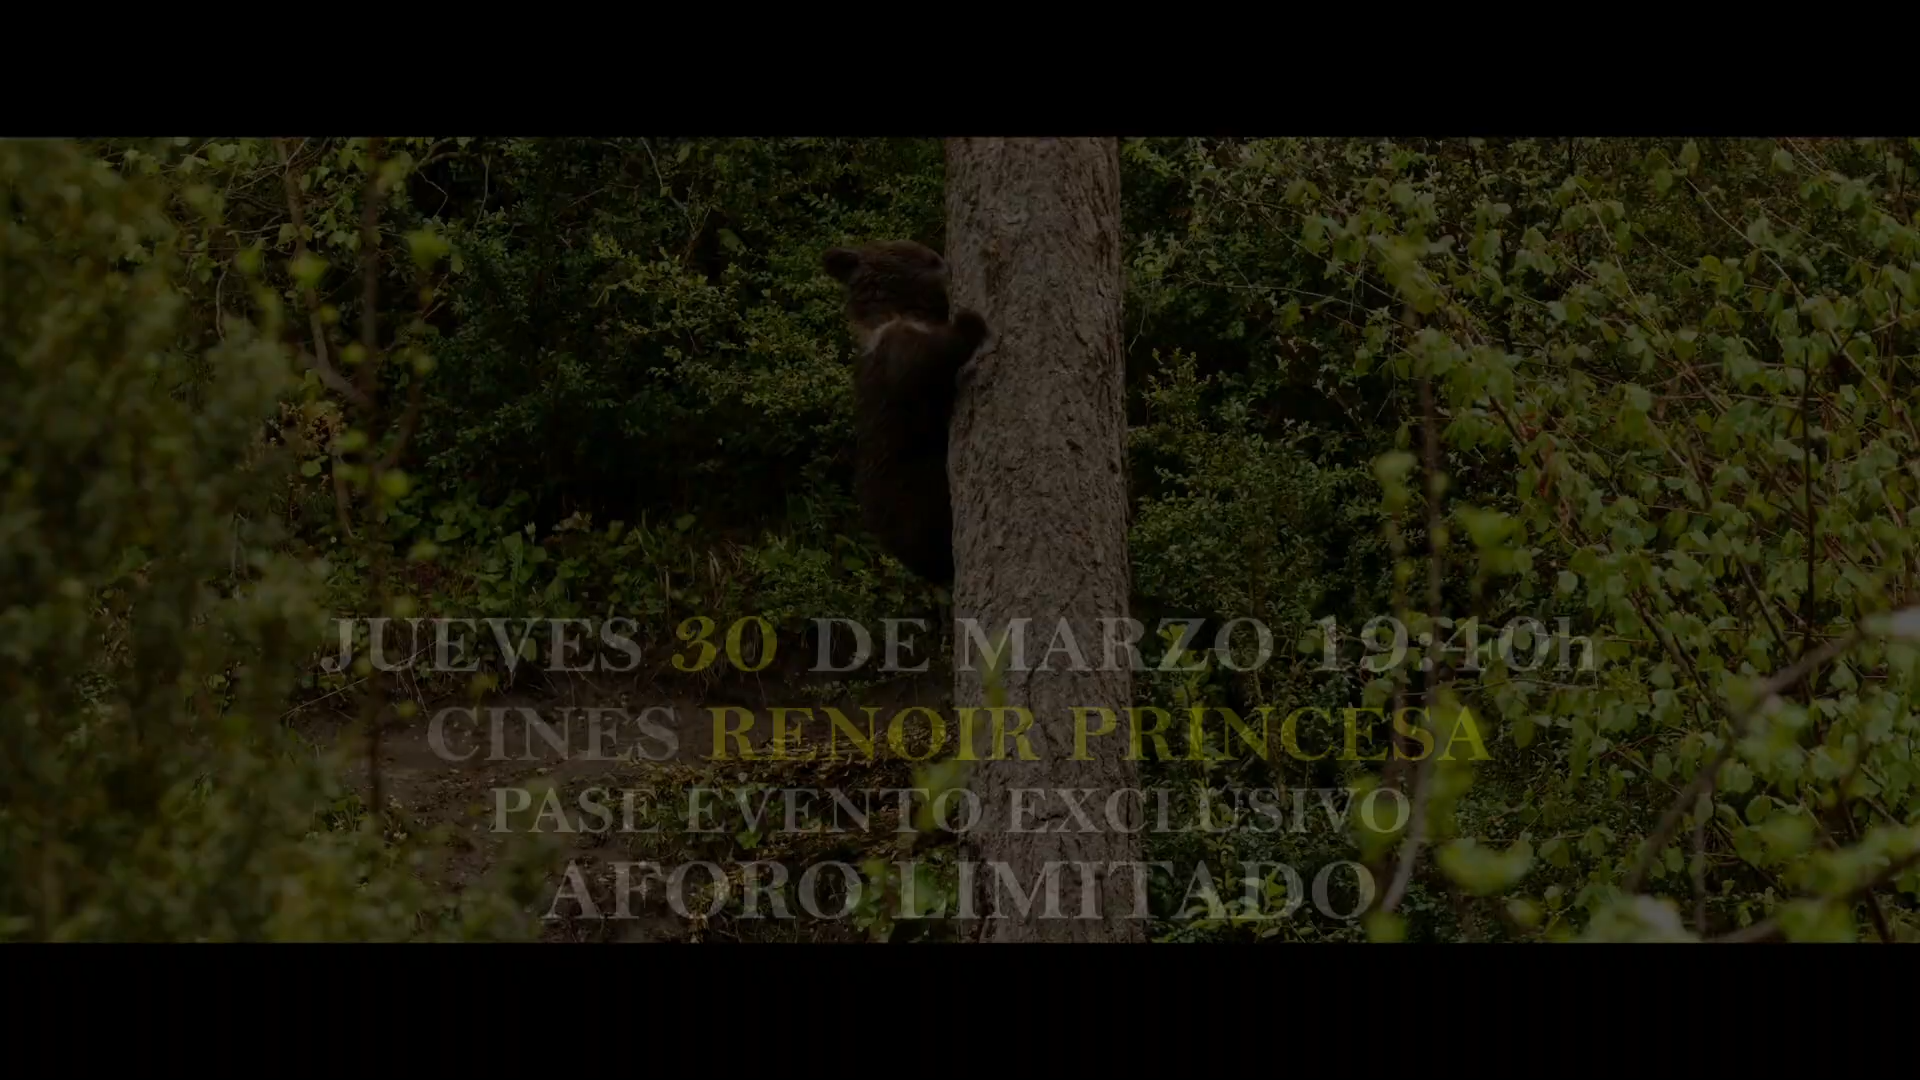 JUEVES 30 DE MARZO 19:40h
CINES RENOIR PRINCESA
PASE EVENTO EXCLUSIVO
AFORO LIMITADO